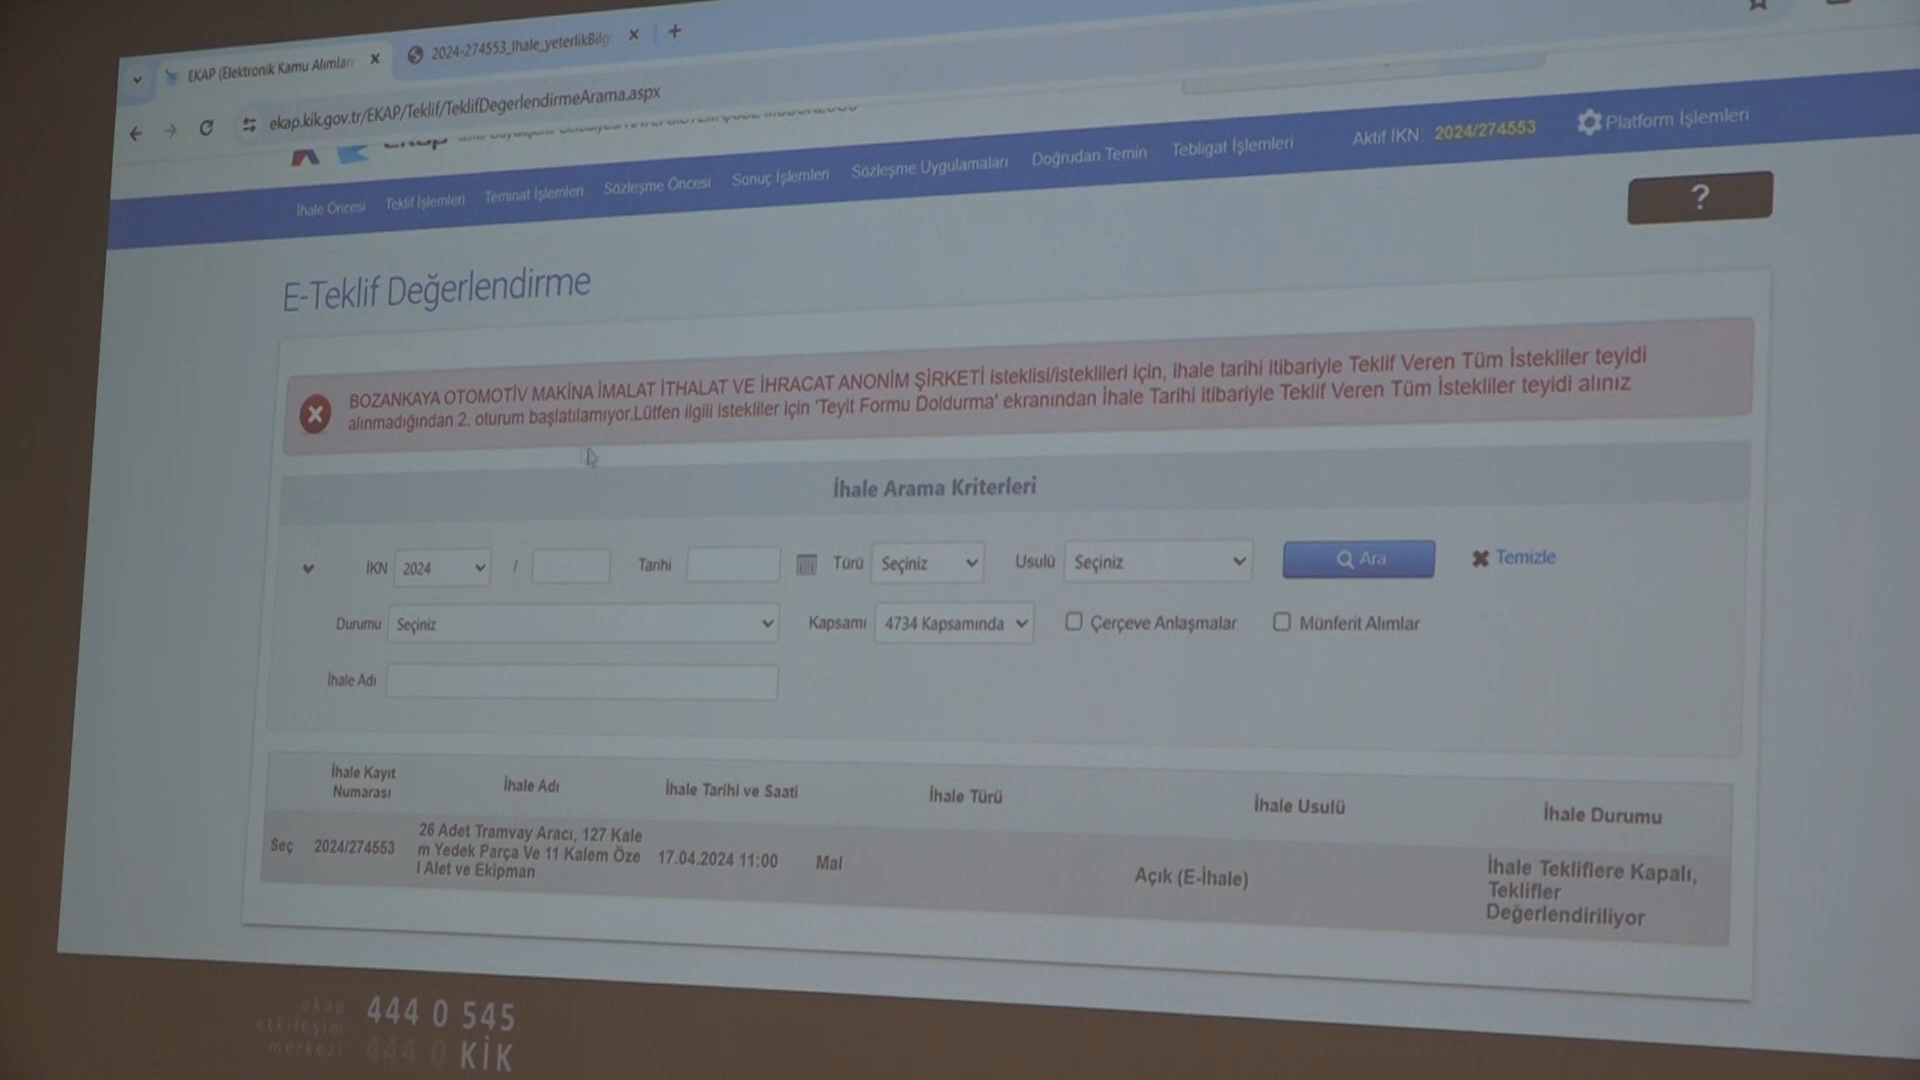 EKAP (Elektronik Kamu Alımları
2024-274553_Ihale_yeterlikBilg
ekap.kik.gov.tr/EKAP/Teklif/TeklifDegerlendirmeArama.aspx
İhale Öncesi Teklif İşlemleri Teminat İşlemleri Sözleşme Öncesi Sonuç İşlemleri Sözleşme Uygulamaları Doğrudan Temin Tebligat İşlemleri Aktif İKN 2024/274553 Platform İşlemleri
?
E-Teklif Değerlendirme
BOZANKAYA OTOMOTİV MAKİNA İMALAT İTHALAT VE İHRACAT ANONİM ŞİRKETİ isteklisi/isteklileri için, ihale tarihi itibariyle Teklif Veren Tüm İstekliler teyidi
alınmadığından 2. oturum başlatılamıyor.Lütfen ilgili istekliler için 'Teyit Formu Doldurma' ekranından İhale Tarihi itibariyle Teklif Veren Tüm İstekliler teyidi alınız
İhale Arama Kriterleri
İKN 2024 / Tarihi Türü Seçiniz Usulü Seçiniz Ara Temizle
Durumu Seçiniz Kapsamı 4734 Kapsamında Çerçeve Anlaşmalar Münferit Alımlar
İhale Adı
İhale Kayıt
Numarası
İhale Adı
İhale Tarihi ve Saati
İhale Türü
İhale Usulü
İhale Durumu
Seç
2024/274553
26 Adet Tramvay Aracı, 127 Kale
m Yedek Parça Ve 11 Kalem Öze
l Alet ve Ekipman
17.04.2024 11:00
Mal
Açık (E-İhale)
İhale Tekliflere Kapalı,
Teklifler
Değerlendiriliyor
ekap
etkileşim
merkezi
444 0 545
444 0 KİK